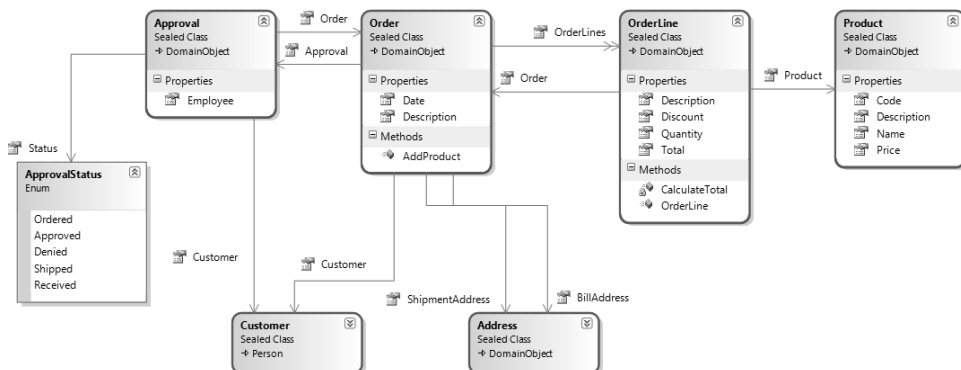 Approval
Sealed Class
DomainObject
Properties
Employee
Order
Approval
Order
Sealed Class
DomainObject
Properties
Date
Description
Methods
AddProduct
OrderLines
Order
OrderLine
Sealed Class
DomainObject
Properties
Description
Discount
Quantity
Total
Methods
CalculateTotal
OrderLine
Product
Product
Sealed Class
DomainObject
Properties
Code
Description
Name
Price
Status
ApprovalStatus
Enum
Ordered
Approved
Denied
Shipped
Received
Customer
Customer
ShipmentAddress
BillAddress
Customer
Sealed Class
Person
Address
Sealed Class
DomainObject